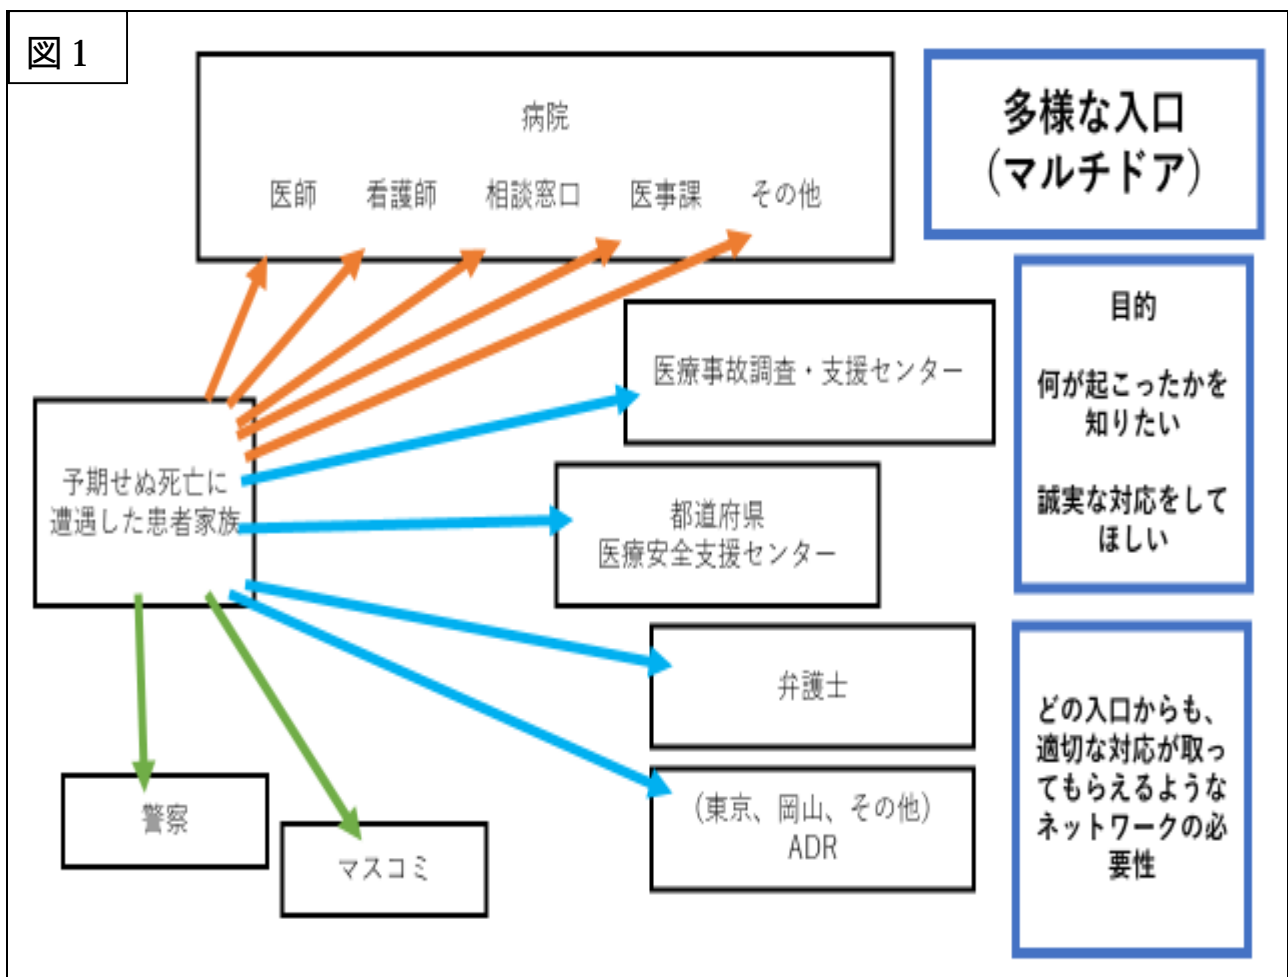 図1
病院
医師 看護師 相談窓口 医事課 その他
多様な入口
（マルチドア）
目的
何が起こったかを
知りたい
誠実な対応をして
ほしい
医療事故調査・支援センター
予期せぬ死亡に
遭遇した患者家族
都道府県
医療安全支援センター
弁護士
（東京、岡山、その他）
ADR
警察
マスコミ
どの入口からも、
適切な対応が取っ
てもらえるような
ネットワークの必
要性